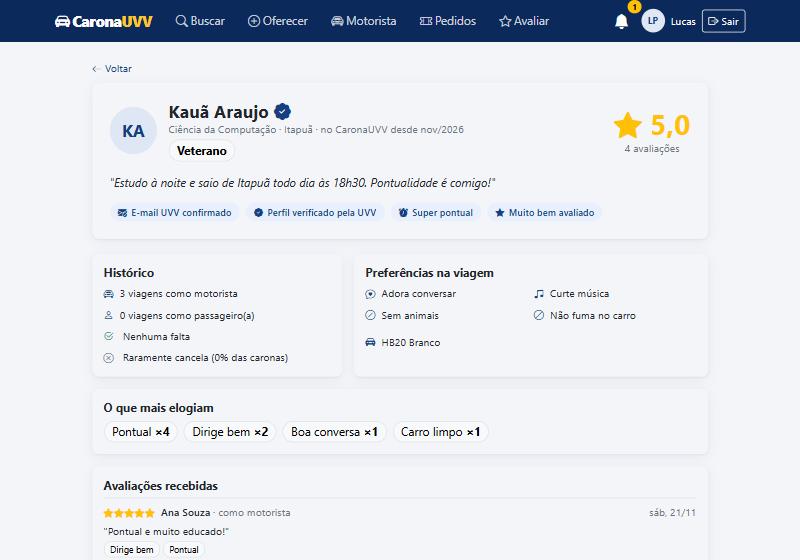 CaronaUVV Buscar Oferecer Motorista Pedidos Avaliar 1 LP Lucas Sair
← Voltar
KA
Kauã Araujo
Ciência da Computação · Itapuã · no CaronaUVV desde nov/2026
Veterano
5,0
4 avaliações
"Estudo à noite e saio de Itapuã todo dia às 18h30. Pontualidade é comigo!"
E-mail UVV confirmado Perfil verificado pela UVV Super pontual Muito bem avaliado
Histórico
3 viagens como motorista
0 viagens como passageiro(a)
Nenhuma falta
Raramente cancela (0% das caronas)
Preferências na viagem
Adora conversar Curte música
Sem animais Não fuma no carro
HB20 Branco
O que mais elogiam
Pontual ×4 Dirige bem ×2 Boa conversa ×1 Carro limpo ×1
Avaliações recebidas
Ana Souza · como motorista sáb, 21/11
"Pontual e muito educado!"
Dirige bem Pontual